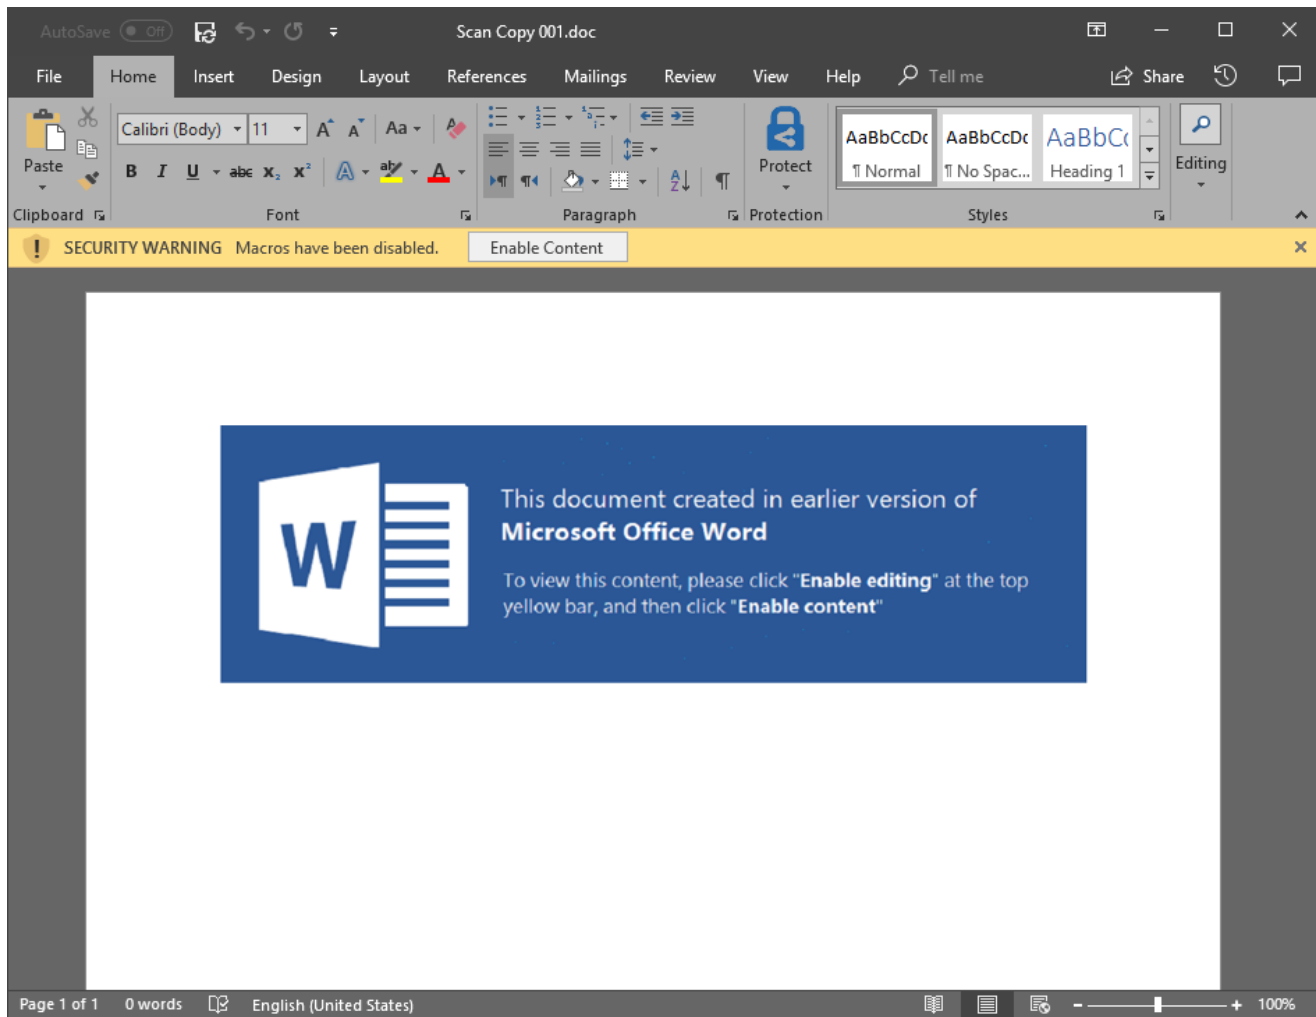 AutoSave Off Scan Copy 001.doc
File Home Insert Design Layout References Mailings Review View Help Tell me Share
Calibri (Body) 11 A A Aa A
Paste
B I U abc x₂ x² A aby A
Protect
AaBbCcDc AaBbCcDc AaBbC
¶ Normal ¶ No Spac... Heading 1
Editing
Clipboard Font Paragraph Protection Styles
SECURITY WARNING Macros have been disabled. Enable Content
W
This document created in earlier version of
Microsoft Office Word
To view this content, please click "Enable editing" at the top
yellow bar, and then click "Enable content"
Page 1 of 1 0 words English (United States) 100%